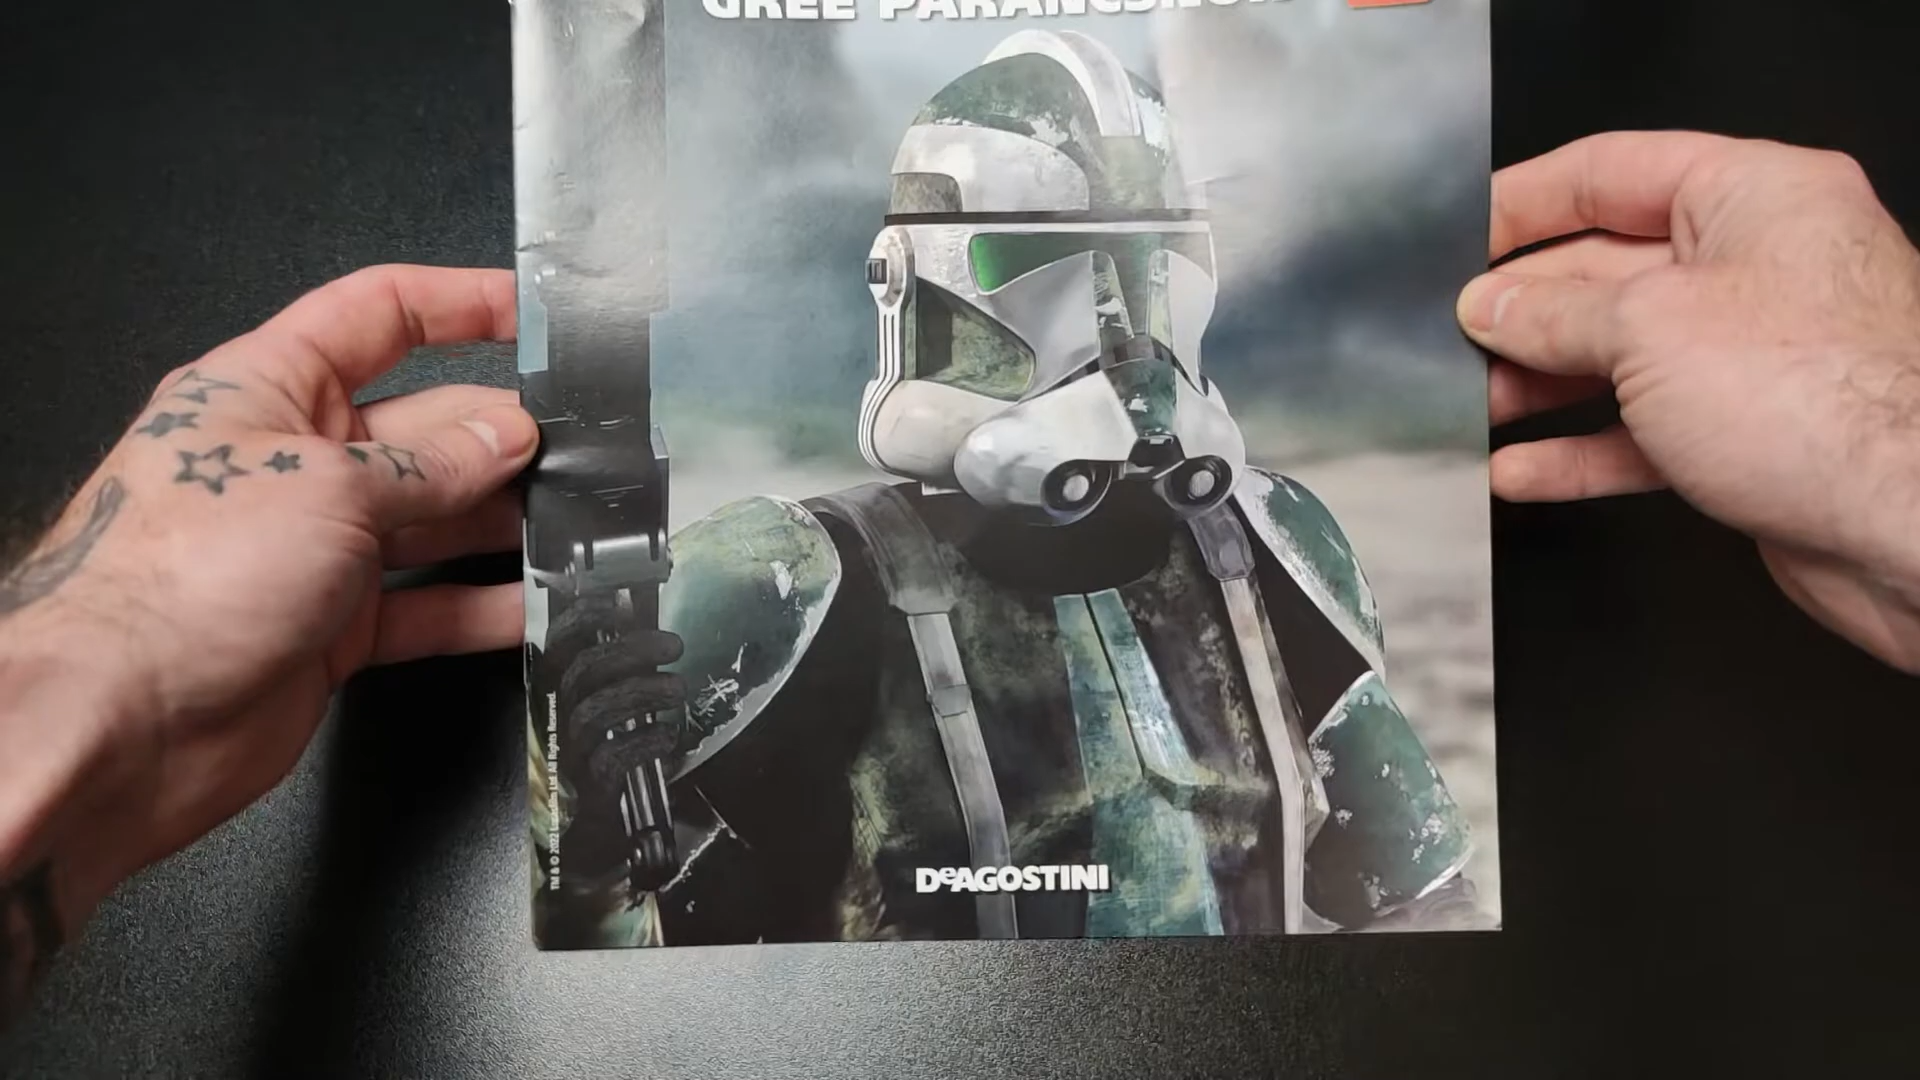 GREE PARANCSNOK
DeAGOSTINI
TM & © 2022 Lucasfilm Ltd. All Rights Reserved.